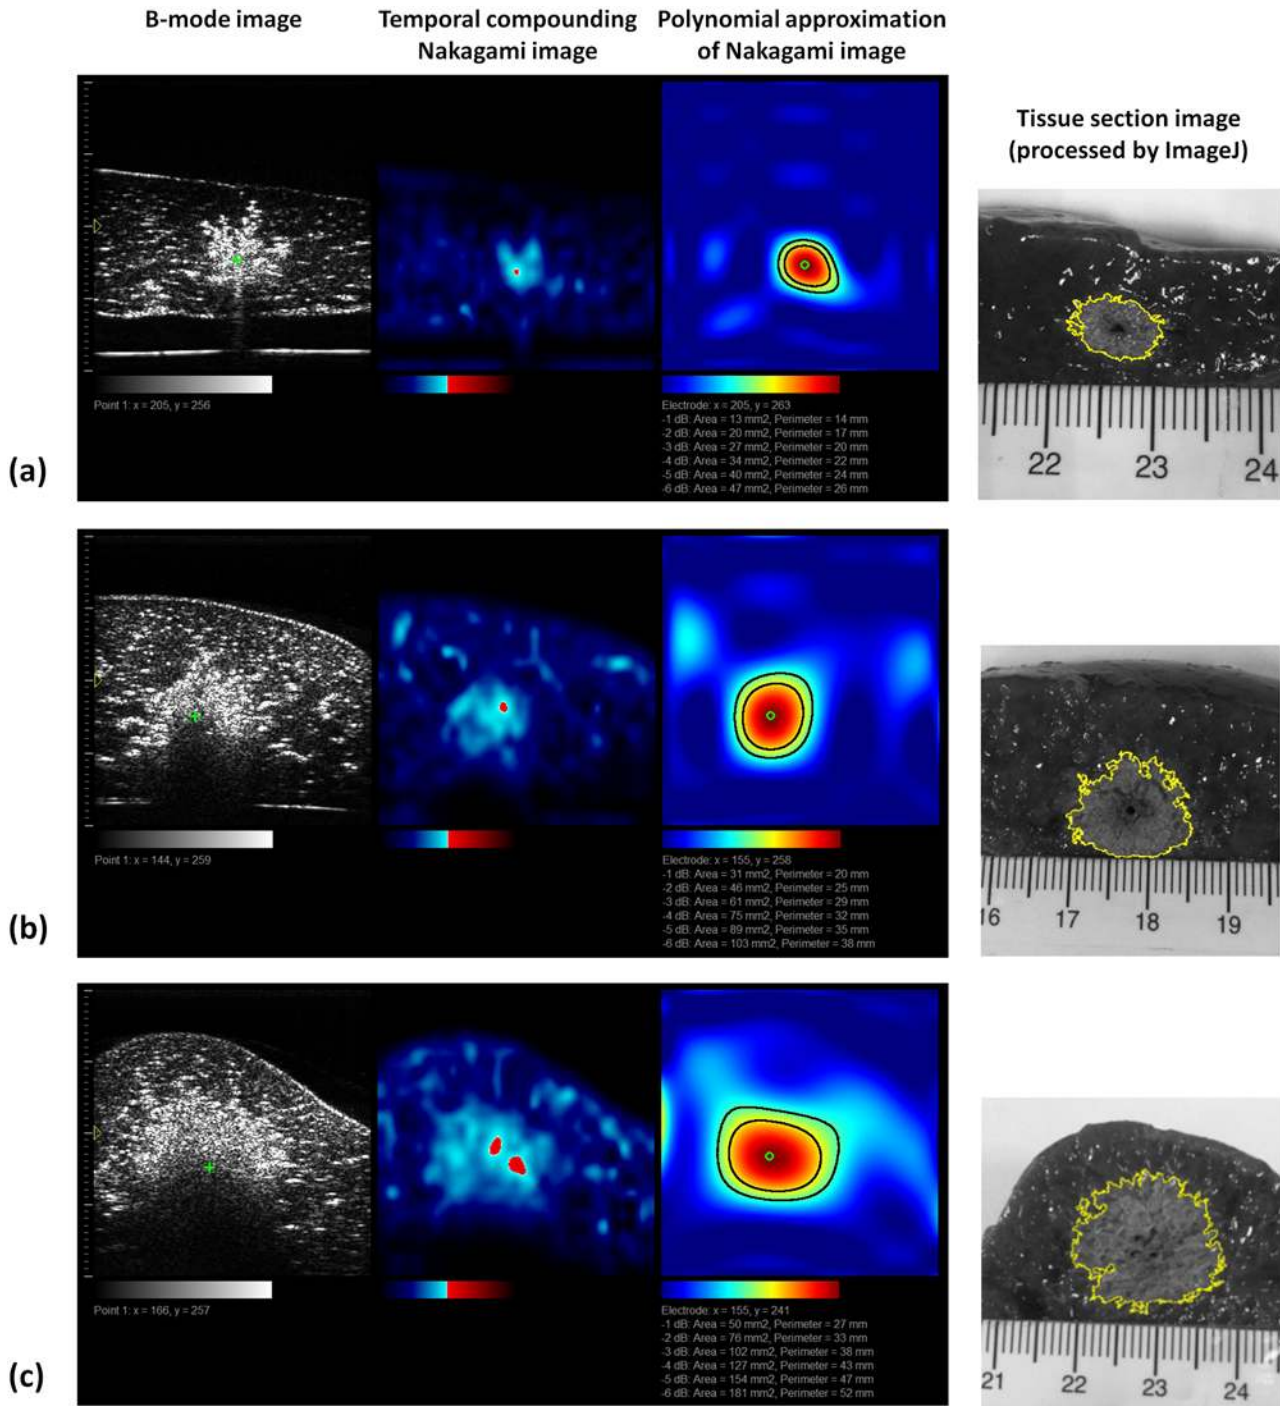 B-mode image
Temporal compounding
Nakagami image
Polynomial approximation
of Nakagami image
Tissue section image
(processed by ImageJ)
(a)
Point 1: x = 205, y = 256
Electrode: x = 205, y = 263
-1 dB: Area = 13 mm2, Perimeter = 14 mm
-2 dB: Area = 20 mm2, Perimeter = 17 mm
-3 dB: Area = 27 mm2, Perimeter = 20 mm
-4 dB: Area = 34 mm2, Perimeter = 22 mm
-5 dB: Area = 40 mm2, Perimeter = 24 mm
-6 dB: Area = 47 mm2, Perimeter = 26 mm
22 23 24
(b)
Point 1: x = 144, y = 259
Electrode: x = 155, y = 258
-1 dB: Area = 31 mm2, Perimeter = 20 mm
-2 dB: Area = 46 mm2, Perimeter = 25 mm
-3 dB: Area = 61 mm2, Perimeter = 29 mm
-4 dB: Area = 75 mm2, Perimeter = 32 mm
-5 dB: Area = 89 mm2, Perimeter = 35 mm
-6 dB: Area = 103 mm2, Perimeter = 38 mm
16 17 18 19
(c)
Point 1: x = 166, y = 257
Electrode: x = 155, y = 241
-1 dB: Area = 50 mm2, Perimeter = 27 mm
-2 dB: Area = 76 mm2, Perimeter = 33 mm
-3 dB: Area = 102 mm2, Perimeter = 38 mm
-4 dB: Area = 127 mm2, Perimeter = 43 mm
-5 dB: Area = 154 mm2, Perimeter = 47 mm
-6 dB: Area = 181 mm2, Perimeter = 52 mm
21 22 23 24